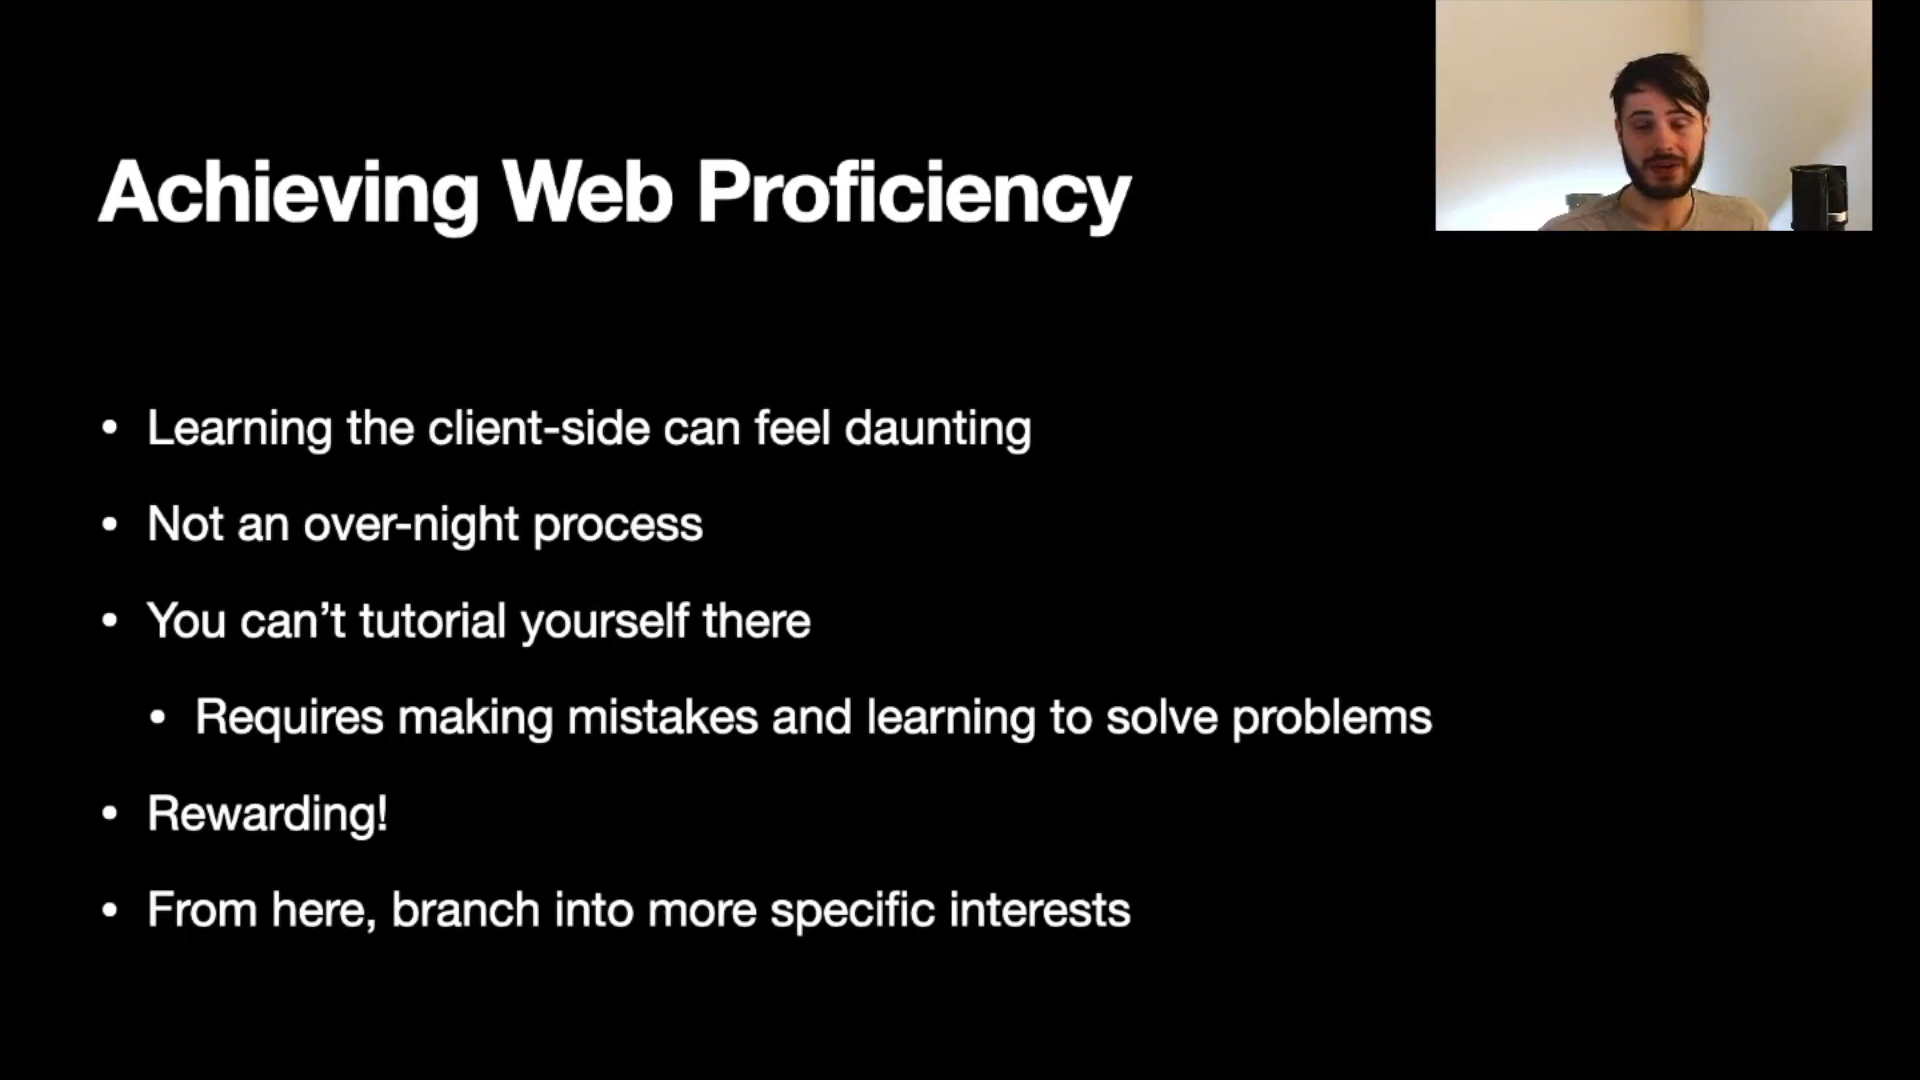 Achieving Web Proficiency
• Learning the client-side can feel daunting
• Not an over-night process
• You can’t tutorial yourself there
• Requires making mistakes and learning to solve problems
• Rewarding!
• From here, branch into more specific interests